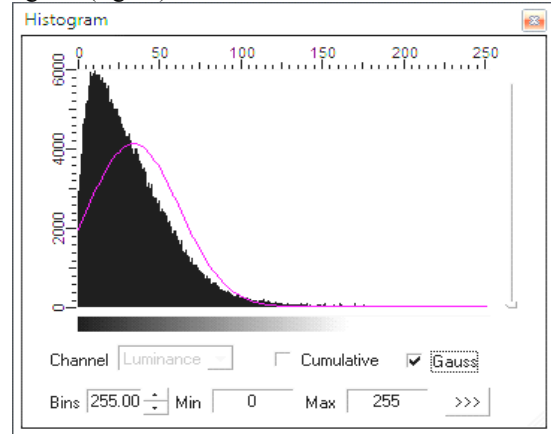 Histogram
0 50 100 150 200 250
6000
4000
2000
0
Channel Luminance Cumulative Gauss
Bins 255.00 Min 0 Max 255 >>>